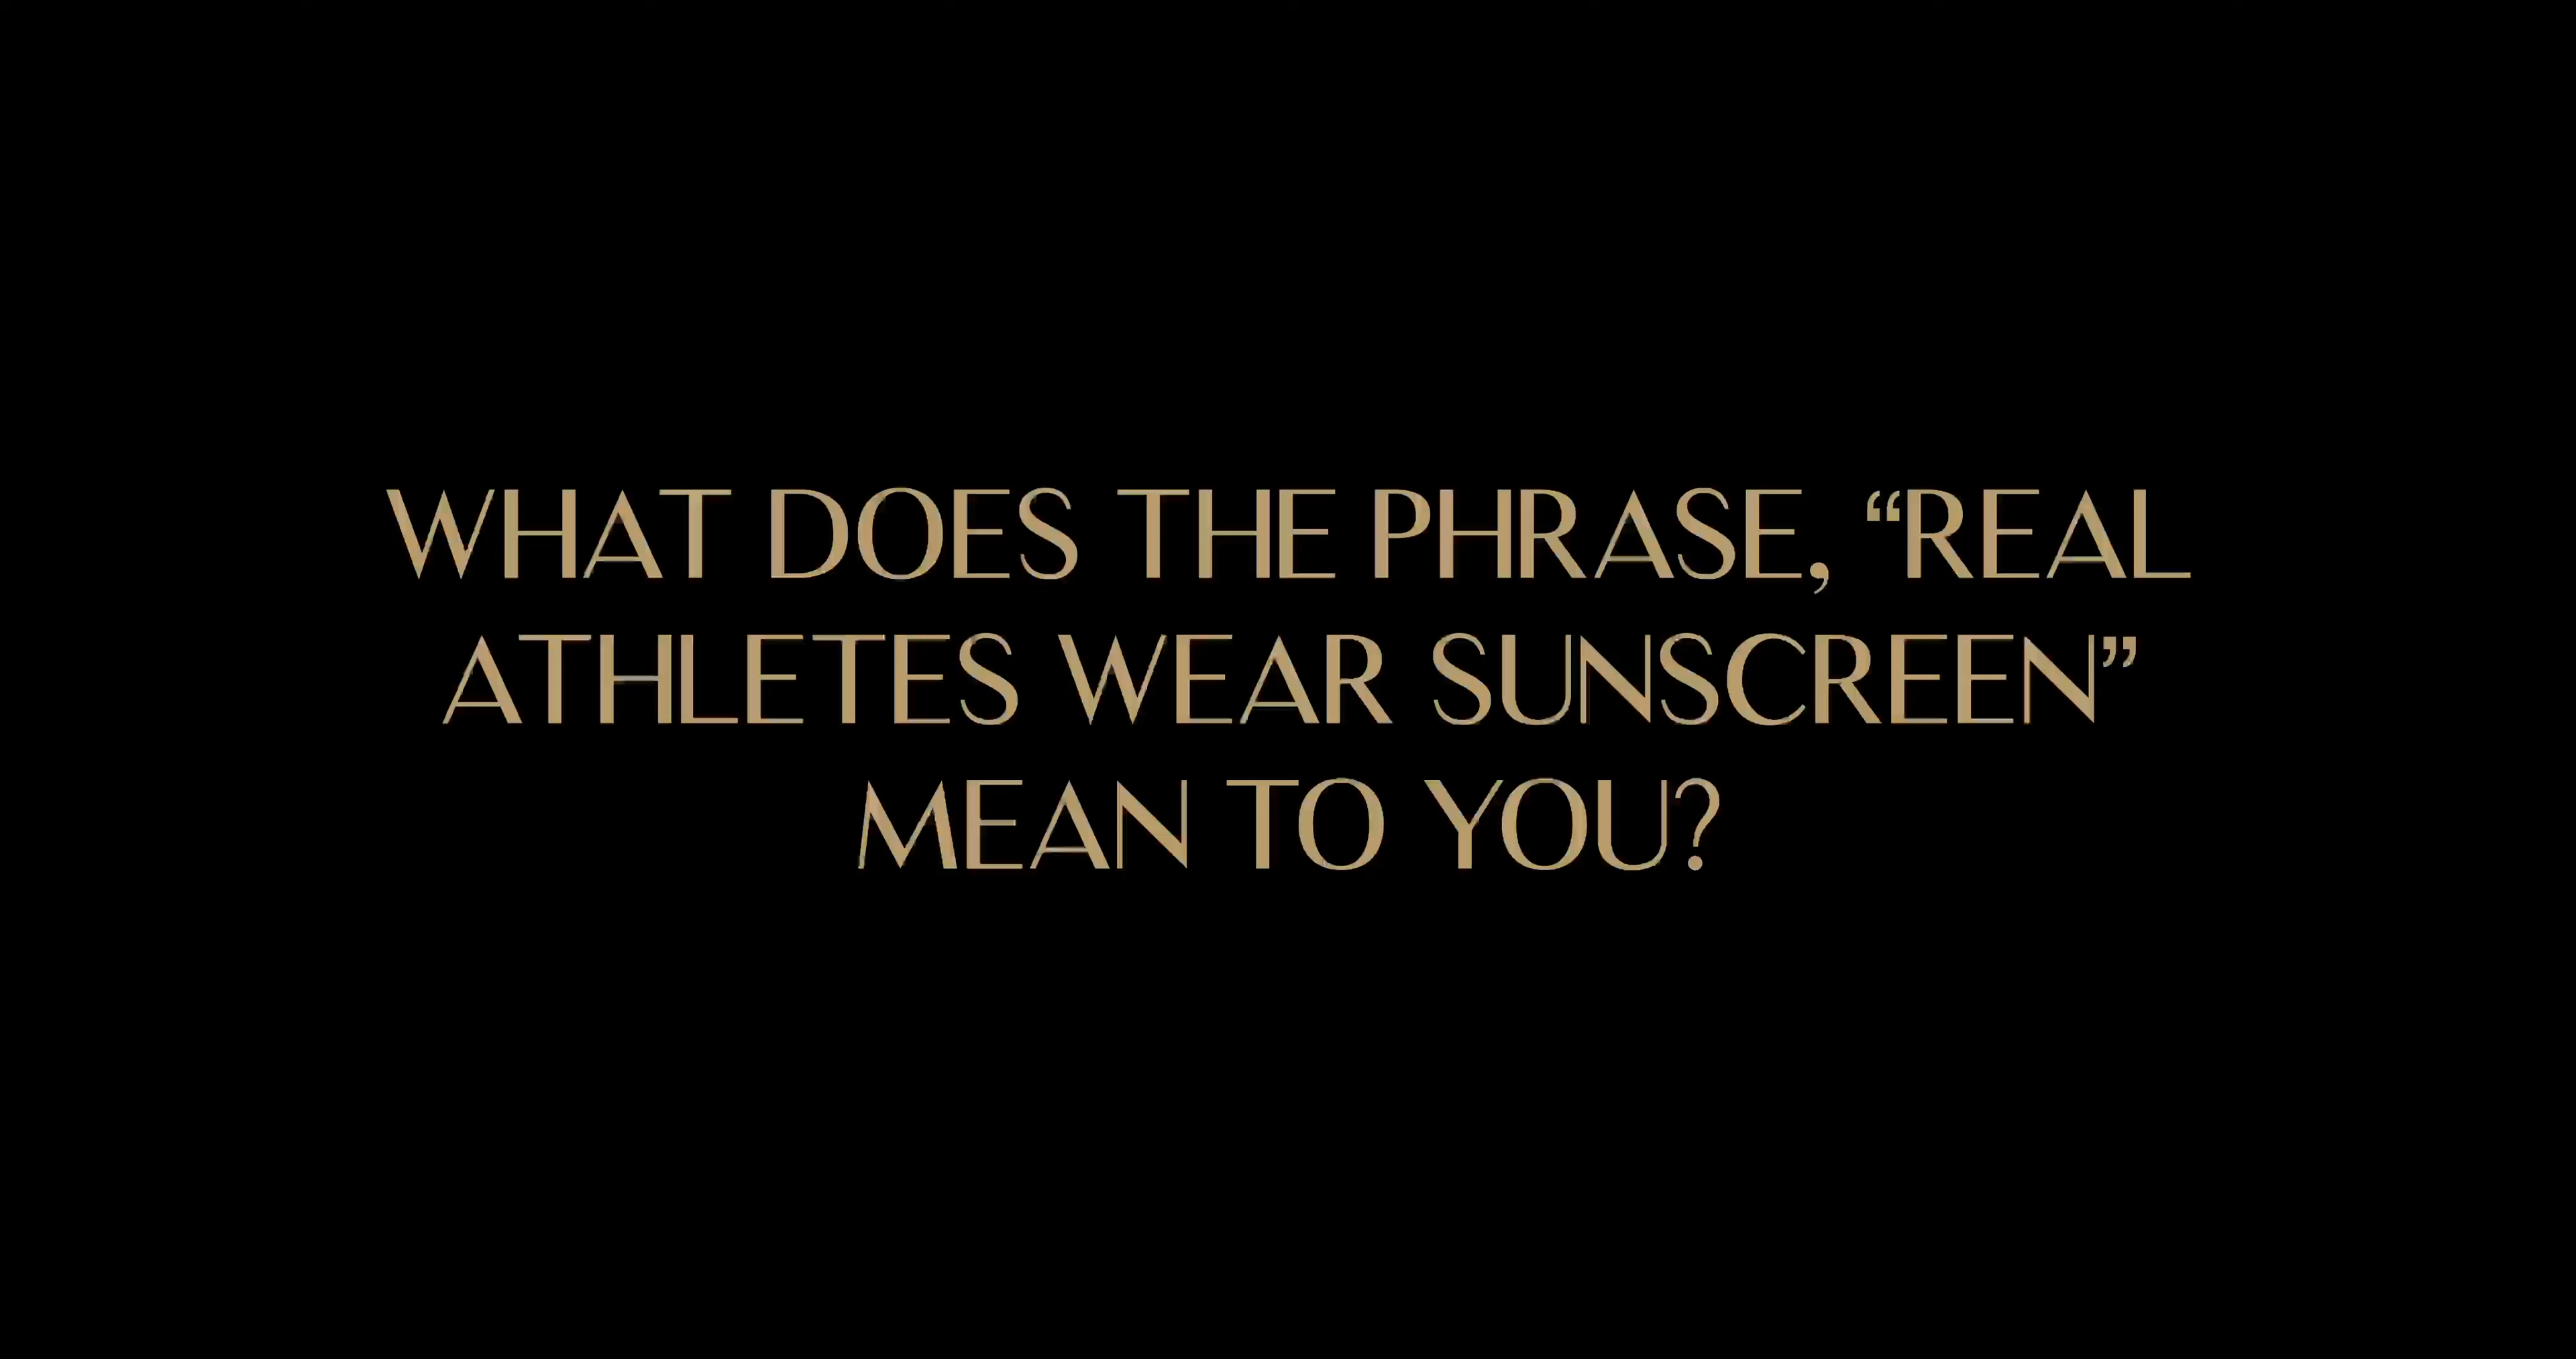 WHAT DOES THE PHRASE, “REAL
ATHLETES WEAR SUNSCREEN”
MEAN TO YOU?